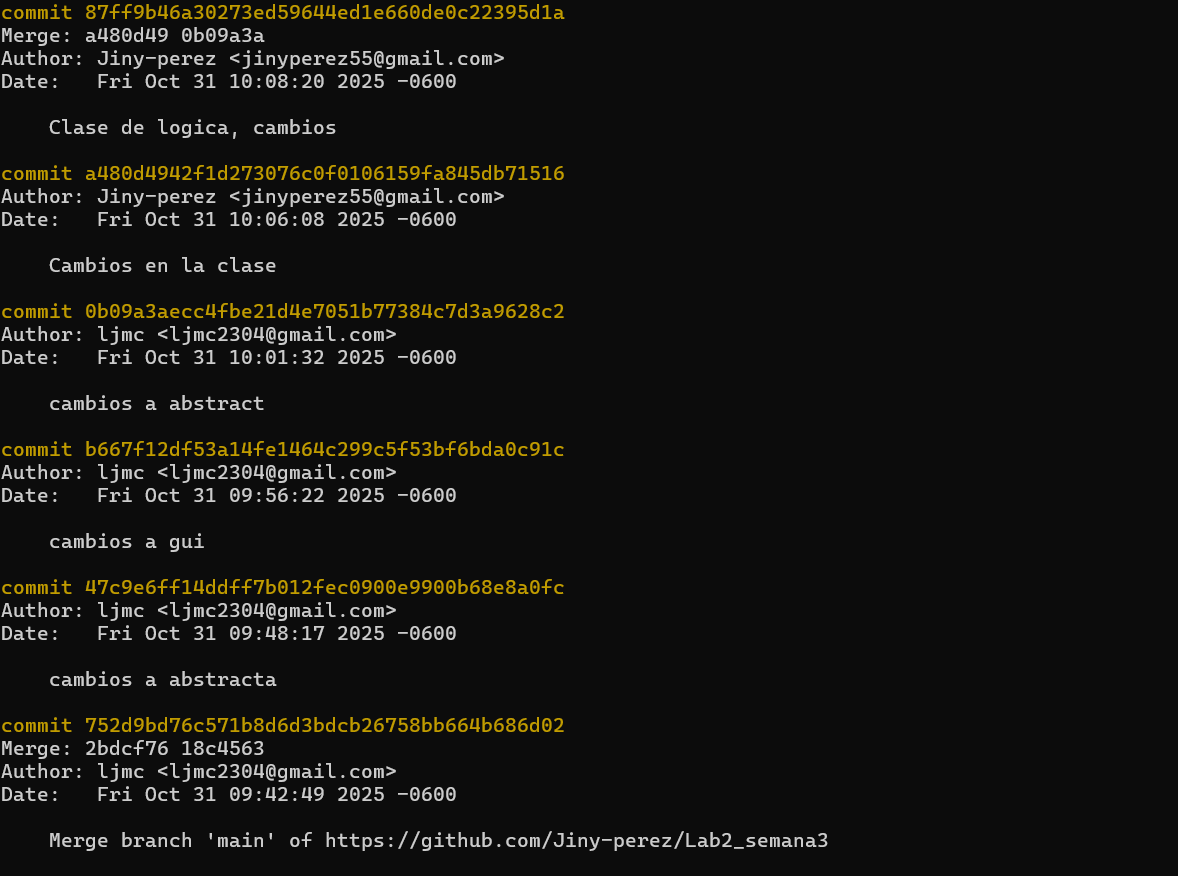 commit 87ff9b46a30273ed59644ed1e660de0c22395d1a
Merge: a480d49 0b09a3a
Author: Jiny-perez <jinyperez55@gmail.com>
Date:   Fri Oct 31 10:08:20 2025 -0600
    Clase de logica, cambios
commit a480d4942f1d273076c0f0106159fa845db71516
Author: Jiny-perez <jinyperez55@gmail.com>
Date:   Fri Oct 31 10:06:08 2025 -0600
    Cambios en la clase
commit 0b09a3aecc4fbe21d4e7051b77384c7d3a9628c2
Author: ljmc <ljmc2304@gmail.com>
Date:   Fri Oct 31 10:01:32 2025 -0600
    cambios a abstract
commit b667f12df53a14fe1464c299c5f53bf6bda0c91c
Author: ljmc <ljmc2304@gmail.com>
Date:   Fri Oct 31 09:56:22 2025 -0600
    cambios a gui
commit 47c9e6ff14ddff7b012fec0900e9900b68e8a0fc
Author: ljmc <ljmc2304@gmail.com>
Date:   Fri Oct 31 09:48:17 2025 -0600
    cambios a abstracta
commit 752d9bd76c571b8d6d3bdcb26758bb664b686d02
Merge: 2bdcf76 18c4563
Author: ljmc <ljmc2304@gmail.com>
Date:   Fri Oct 31 09:42:49 2025 -0600
    Merge branch 'main' of https://github.com/Jiny-perez/Lab2_semana3